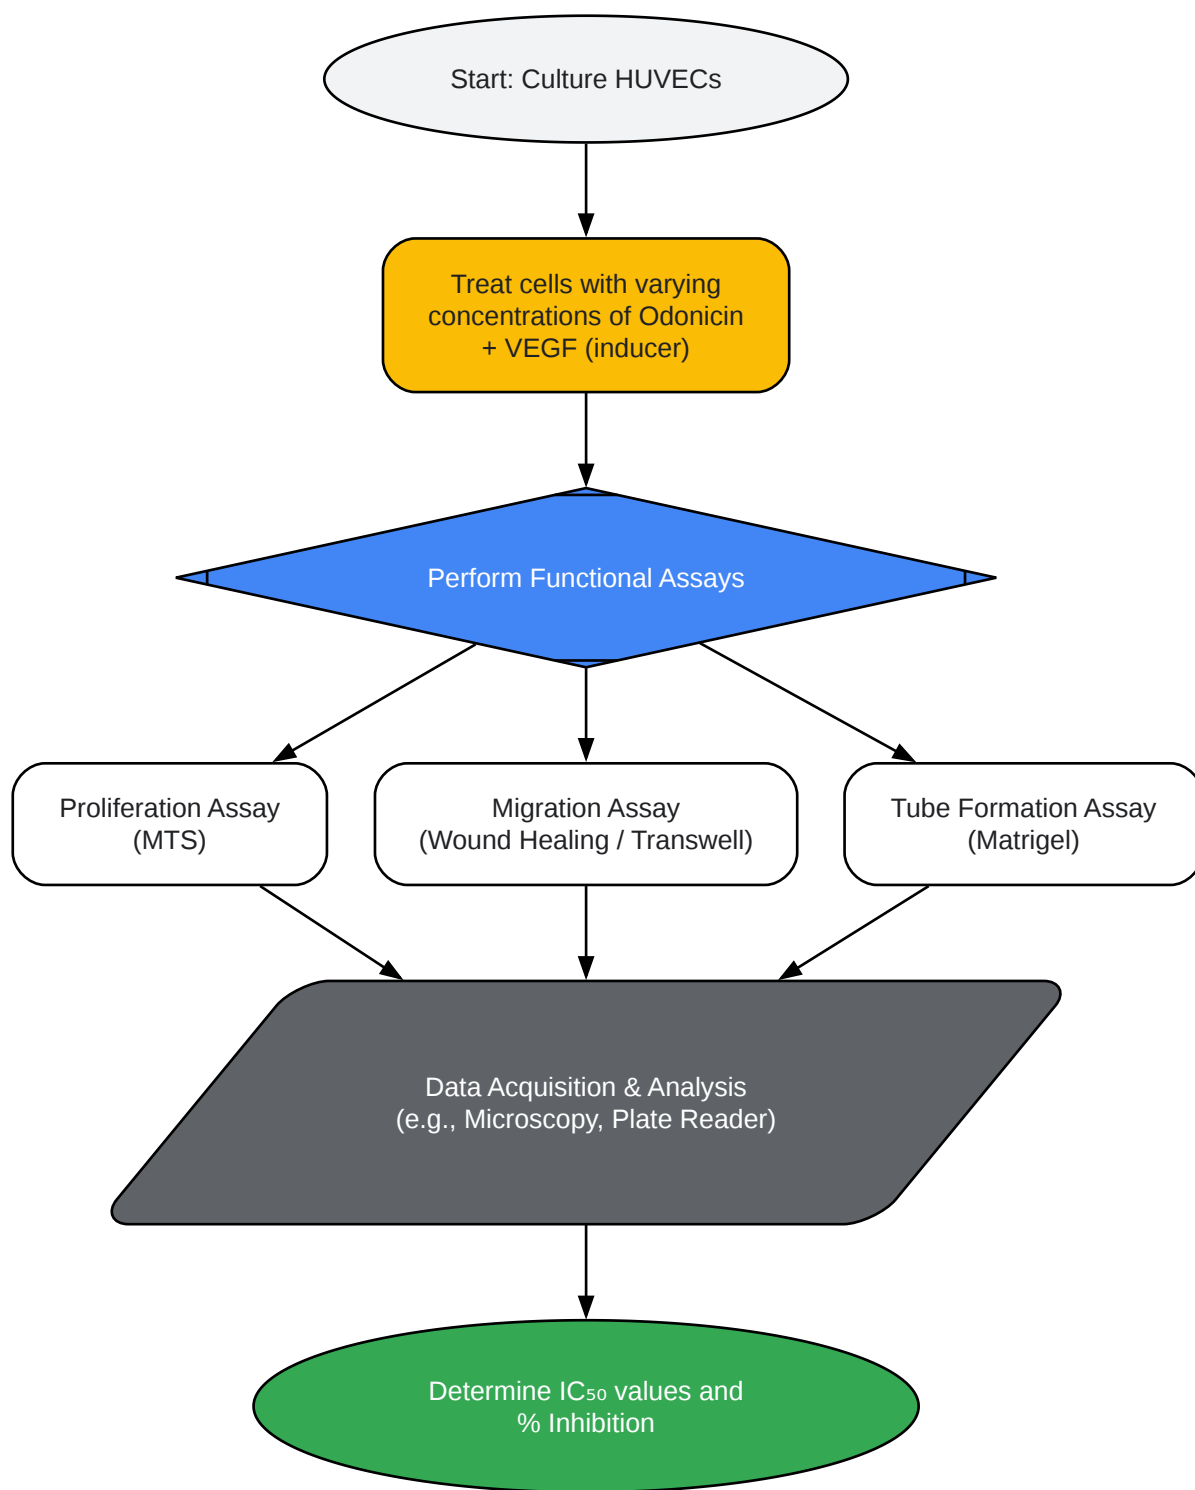 Start: Culture HUVECs
Treat cells with varying
concentrations of Odonicin
+ VEGF (inducer)
Perform Functional Assays
Proliferation Assay
(MTS)
Migration Assay
(Wound Healing / Transwell)
Tube Formation Assay
(Matrigel)
Data Acquisition & Analysis
(e.g., Microscopy, Plate Reader)
Determine IC₅₀ values and
% Inhibition